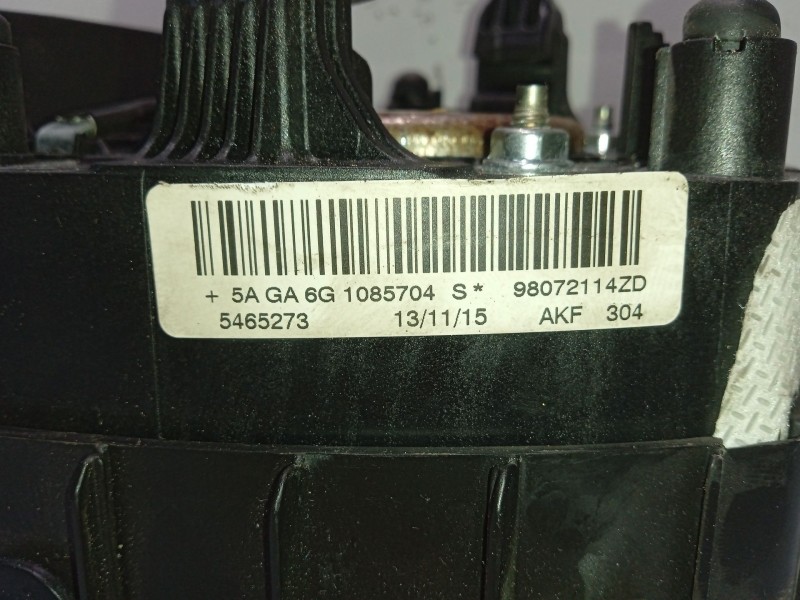 + 5A GA 6G 1085704 S* 98072114ZD
5465273 13/11/15 AKF 304